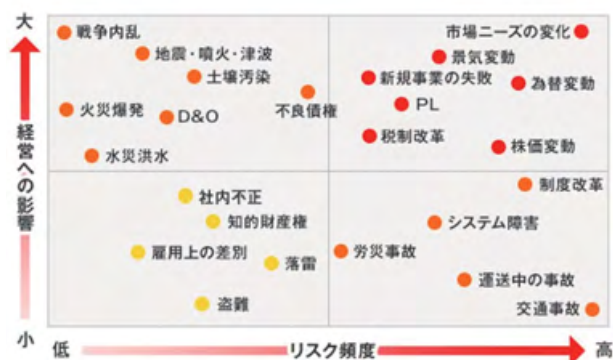 大
戦争内乱
市場ニーズの変化
地震・噴火・津波
景気変動
土壌汚染
新規事業の失敗
為替変動
不良債権
PL
火災爆発
D&O
税制改革
株価変動
水災洪水
経営への影響
制度改革
社内不正
知的財産権
システム障害
雇用上の差別
落雷
労災事故
運送中の事故
盗難
交通事故
小
低
リスク頻度
高